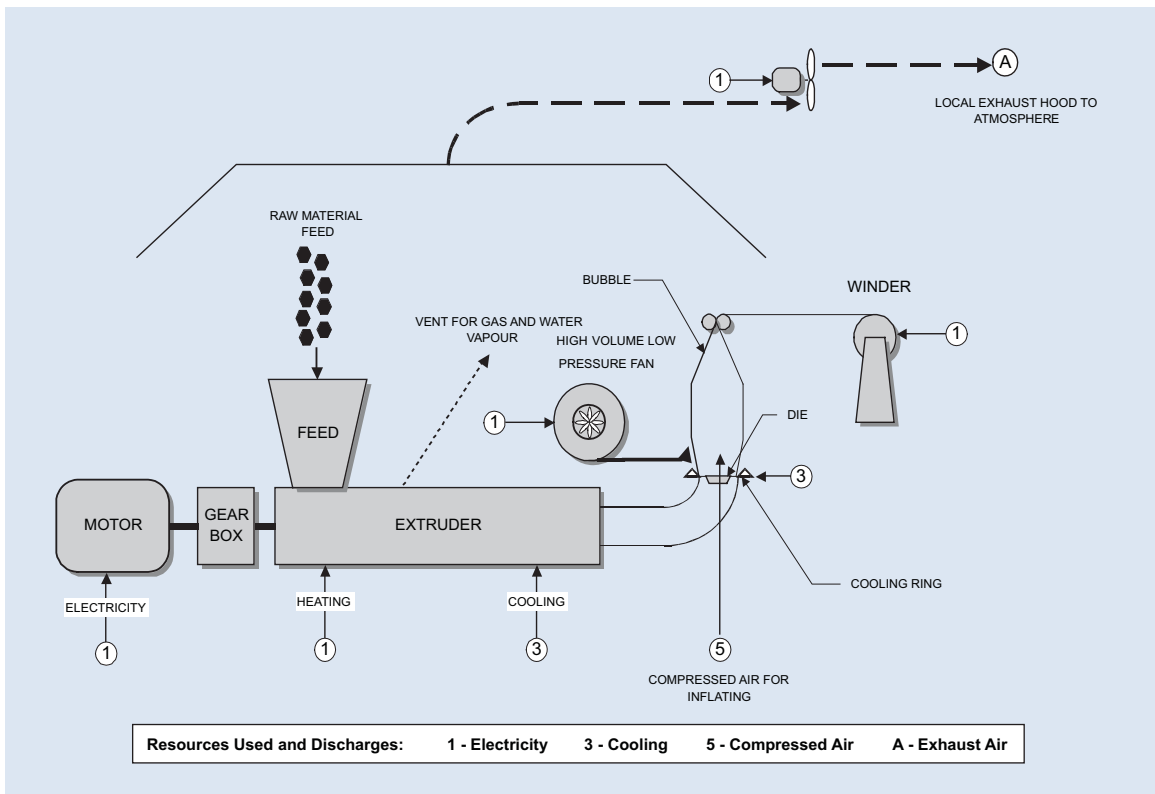 1
A
LOCAL EXHAUST HOOD TO
ATMOSPHERE
RAW MATERIAL
FEED
BUBBLE
WINDER
VENT FOR GAS AND WATER
VAPOUR
HIGH VOLUME LOW
PRESSURE FAN
1
1
DIE
FEED
3
MOTOR
GEAR
BOX
EXTRUDER
COOLING RING
ELECTRICITY
HEATING
COOLING
1
1
3
5
COMPRESSED AIR FOR
INFLATING
Resources Used and Discharges: 1 - Electricity 3 - Cooling 5 - Compressed Air A - Exhaust Air